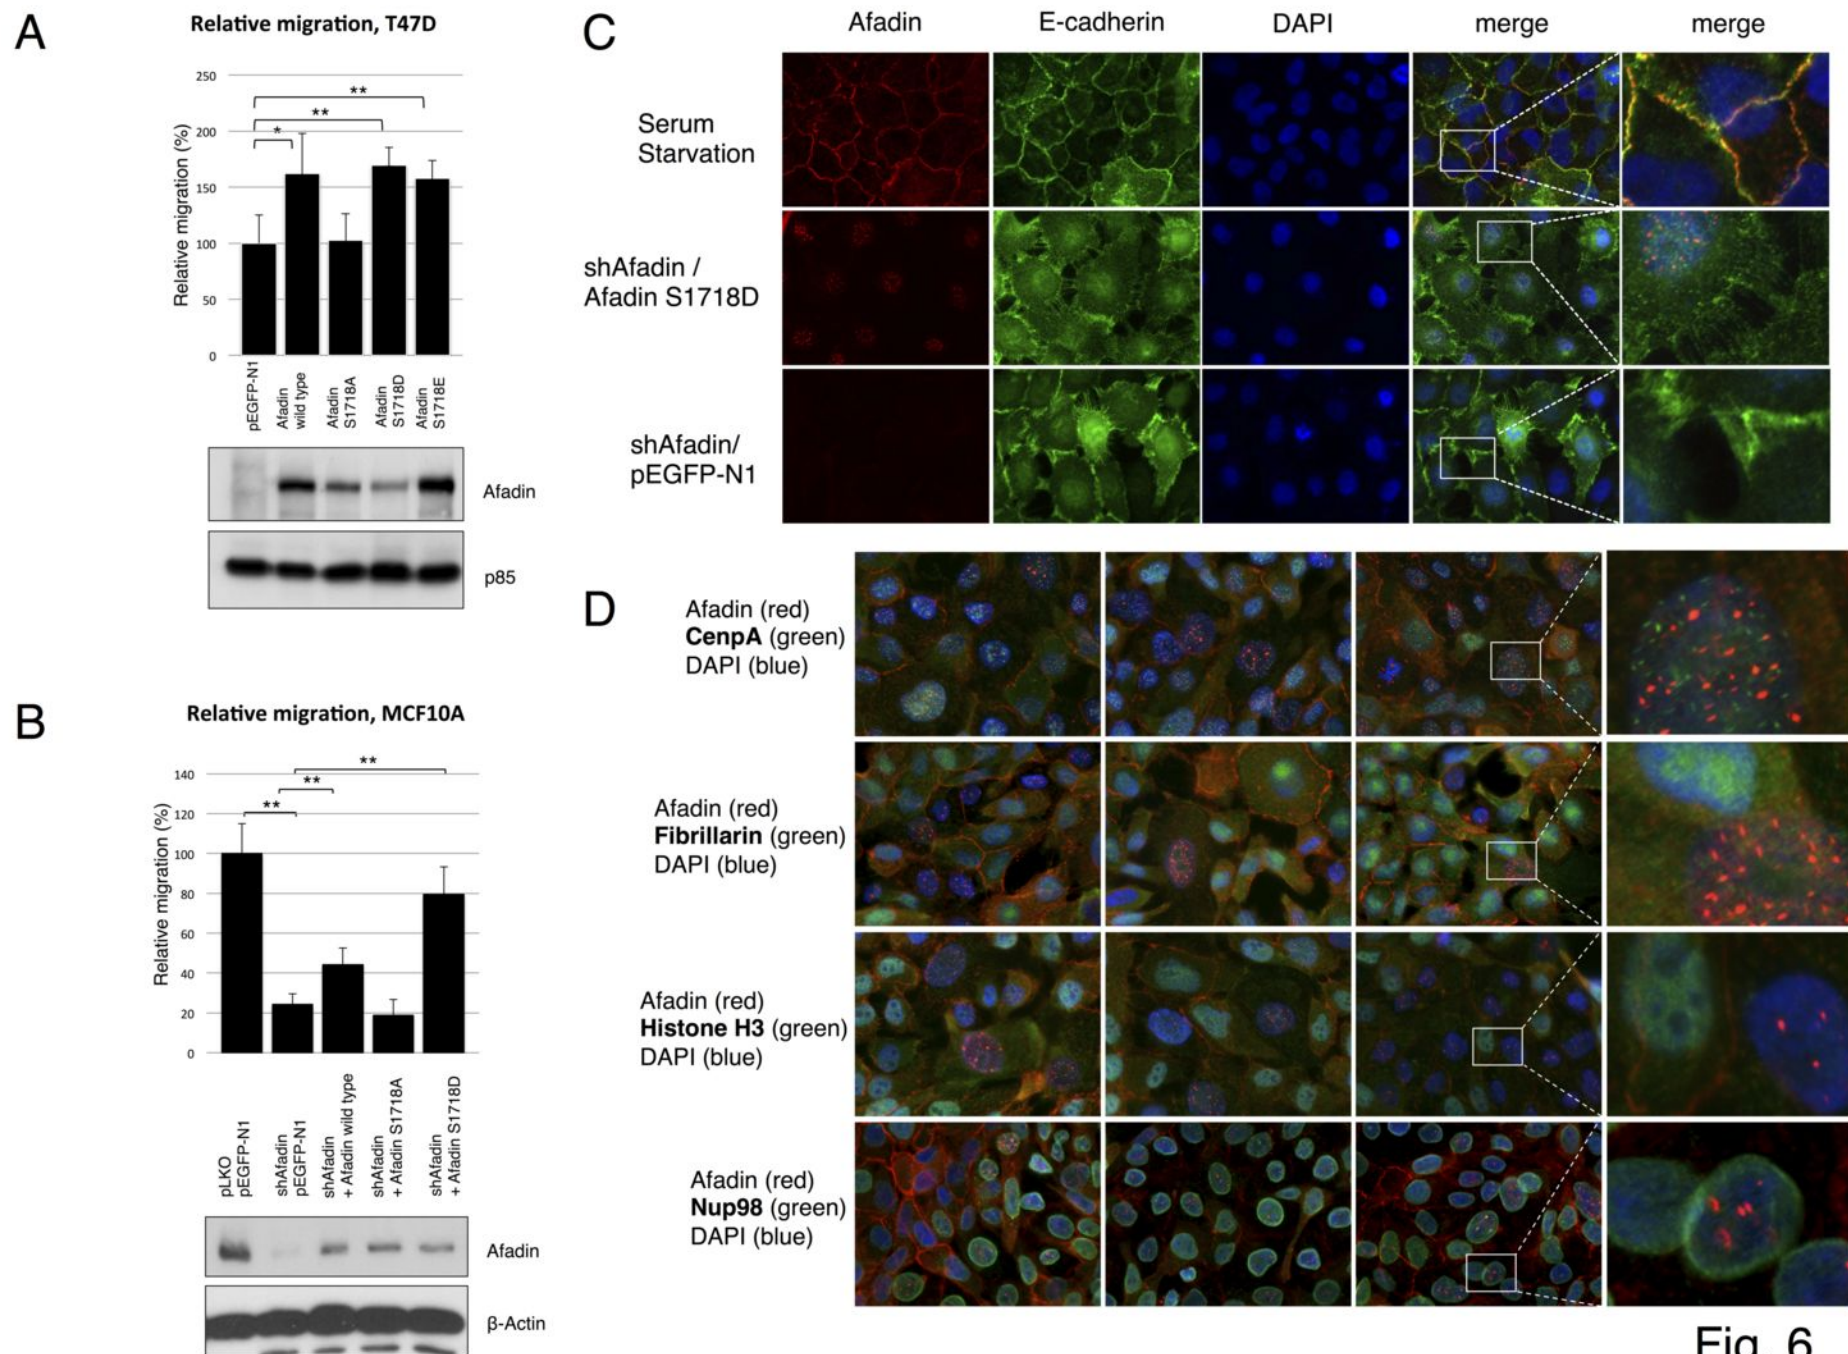 A
Relative migration, T47D
Relative migration (%)
250
200
150
100
50
0
*
**
**
pEGFP-N1
Afadin
wild type
Afadin
S1718A
Afadin
S1718D
Afadin
S1718E
Afadin
p85
B
Relative migration, MCF10A
Relative migration (%)
140
120
100
80
60
40
20
0
**
**
**
pLKO
pEGFP-N1
shAfadin
pEGFP-N1
shAfadin
+ Afadin wild type
shAfadin
+ Afadin S1718A
shAfadin
+ Afadin S1718D
Afadin
β-Actin
C
Afadin
E-cadherin
DAPI
merge
merge
Serum
Starvation
shAfadin /
Afadin S1718D
shAfadin/
pEGFP-N1
D
Afadin (red)
CenpA (green)
DAPI (blue)
Afadin (red)
Fibrillarin (green)
DAPI (blue)
Afadin (red)
Histone H3 (green)
DAPI (blue)
Afadin (red)
Nup98 (green)
DAPI (blue)
Fig. 6